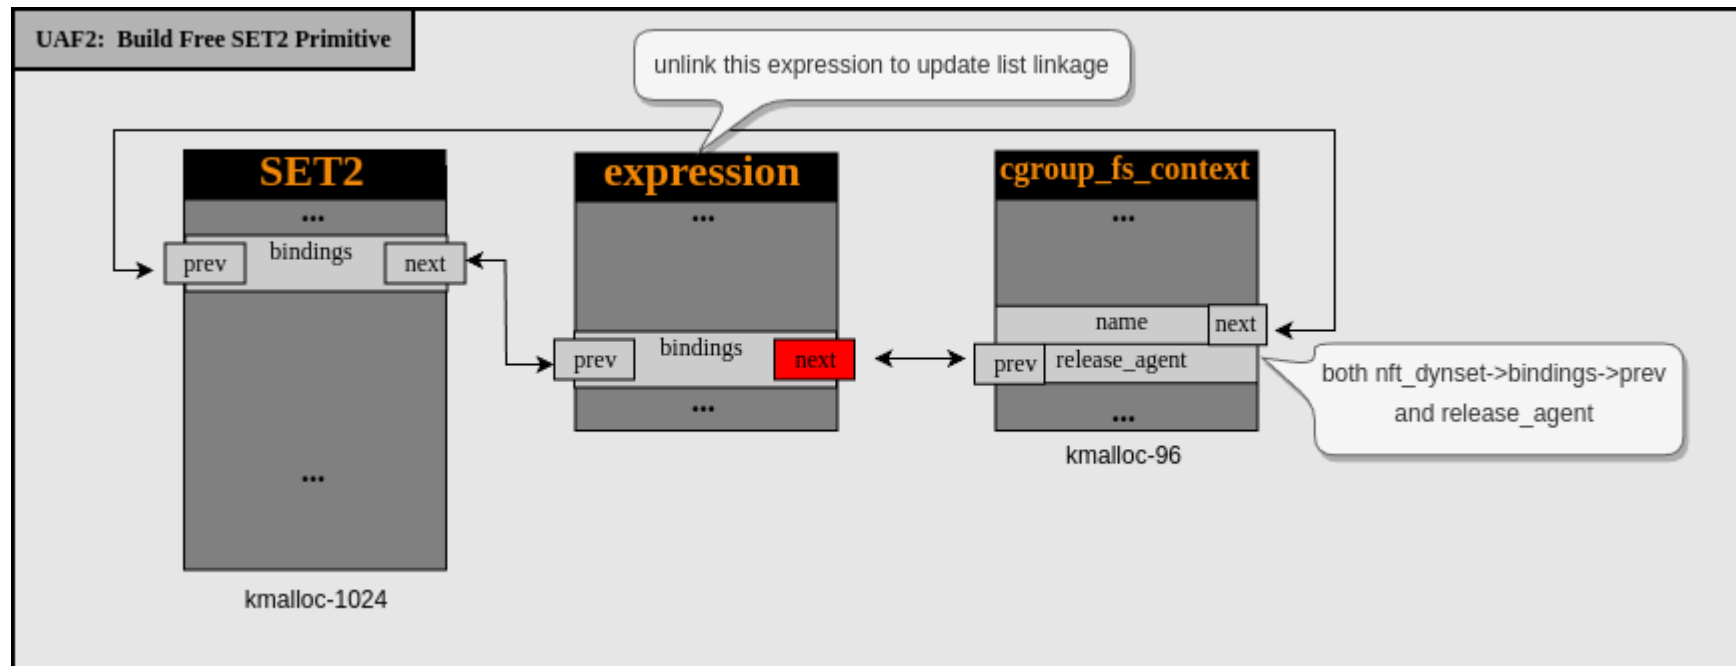 UAF2: Build Free SET2 Primitive
unlink this expression to update list linkage
SET2
...
bindings
prev
next
...
kmalloc-1024
expression
...
bindings
prev
next
...
cgroup_fs_context
...
name
next
prev
release_agent
...
kmalloc-96
both nft_dynset->bindings->prev
and release_agent